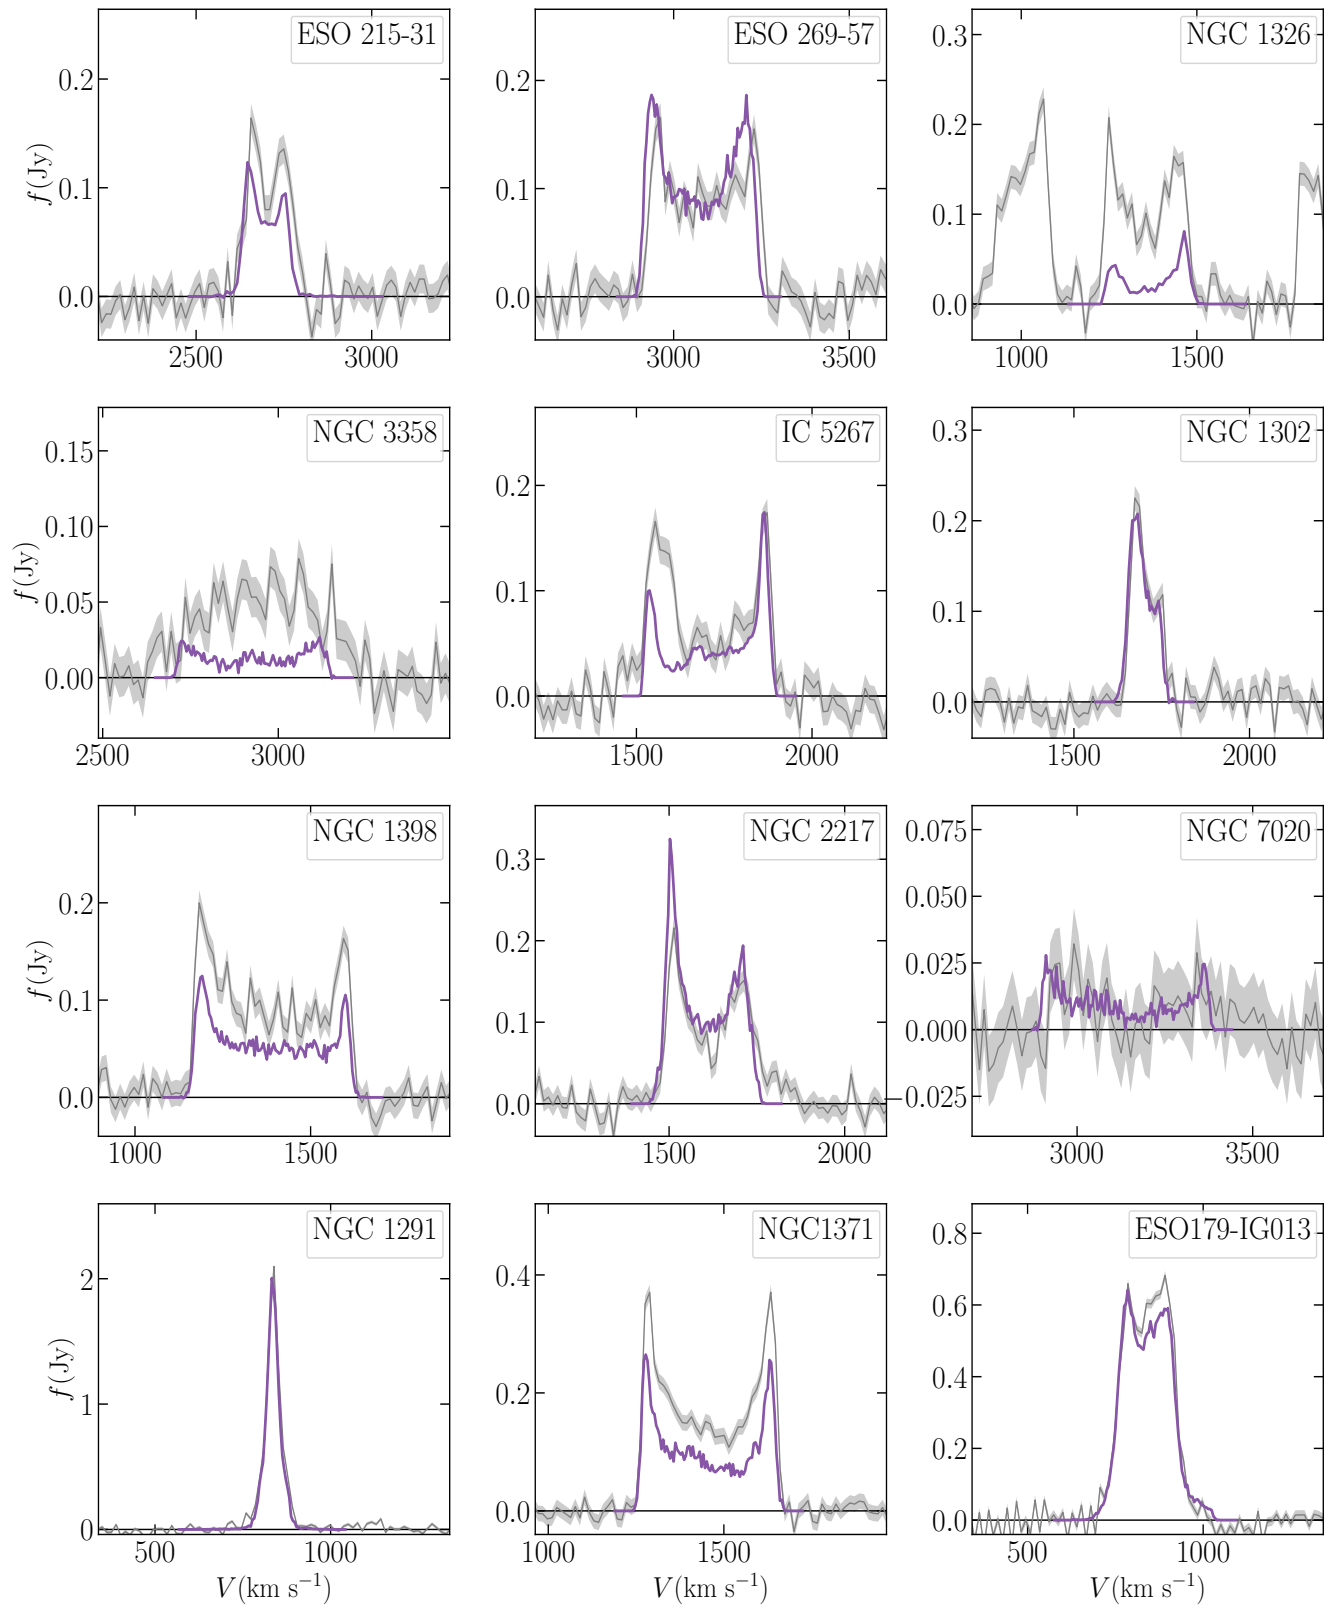 ESO 215-31
ESO 269-57
NGC 1326
f(Jy)
0.2
0.1
0.0
0.2
0.1
0.0
0.3
0.2
0.1
0.0
2500 3000
3000 3500
1000 1500
NGC 3358
IC 5267
NGC 1302
f(Jy)
0.15
0.10
0.05
0.00
0.2
0.1
0.0
0.3
0.2
0.1
0.0
2500 3000
1500 2000
1500 2000
NGC 1398
NGC 2217
NGC 7020
f(Jy)
0.2
0.1
0.0
0.3
0.2
0.1
0.0
0.075
0.050
0.025
0.000
−0.025
1000 1500
1500 2000
3000 3500
NGC 1291
NGC1371
ESO179-IG013
f(Jy)
2
1
0
0.4
0.2
0.0
0.8
0.6
0.4
0.2
0.0
500 1000
1000 1500
500 1000
V(km s⁻¹)
V(km s⁻¹)
V(km s⁻¹)